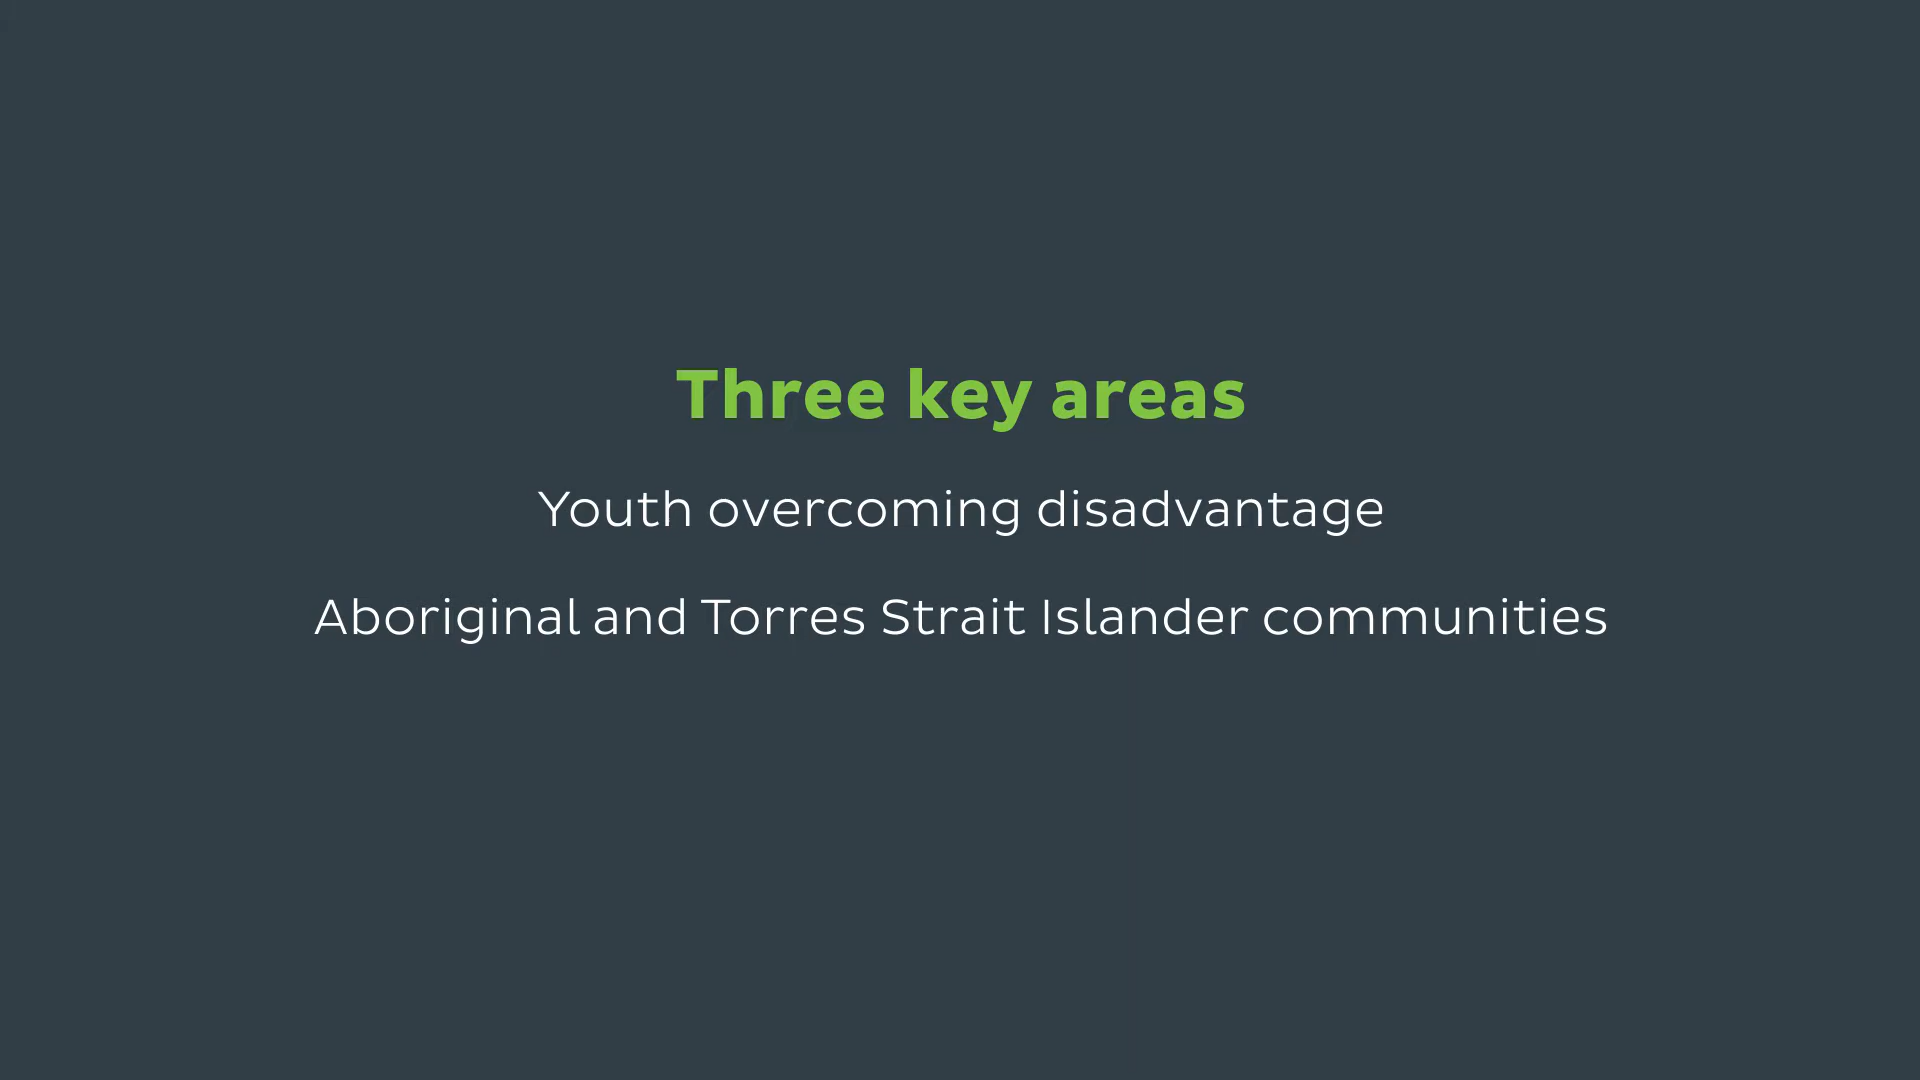 Three key areas
Youth overcoming disadvantage
Aboriginal and Torres Strait Islander communities